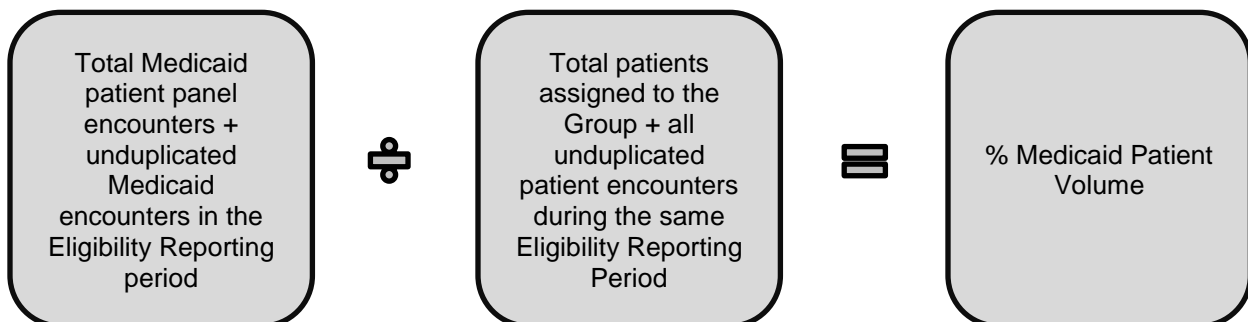 Total Medicaid
patient panel
encounters +
unduplicated
Medicaid
encounters in the
Eligibility Reporting
period
÷
Total patients
assigned to the
Group + all
unduplicated
patient encounters
during the same
Eligibility Reporting
Period
=
% Medicaid Patient
Volume